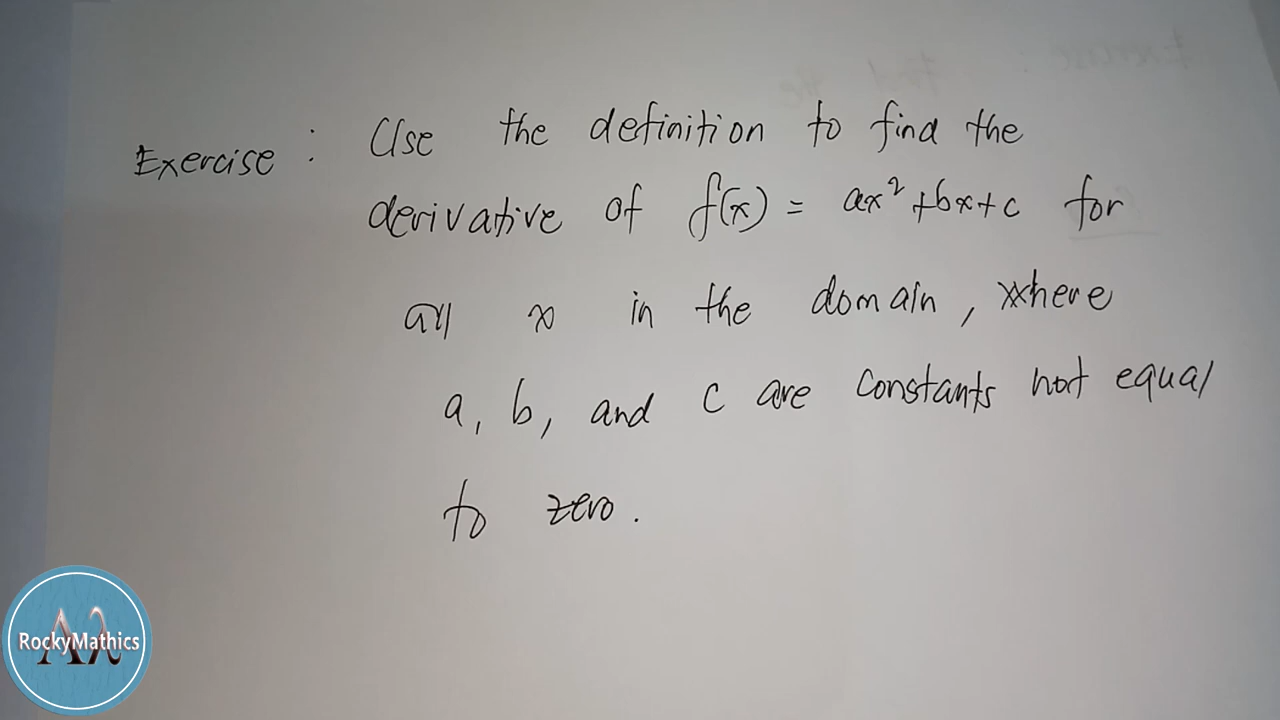 Exercise : Use the definition to find the
derivative of f(x) = ax² + bx + c for
all x in the domain, where
a, b, and c are constants not equal
to zero.
RockyMathics